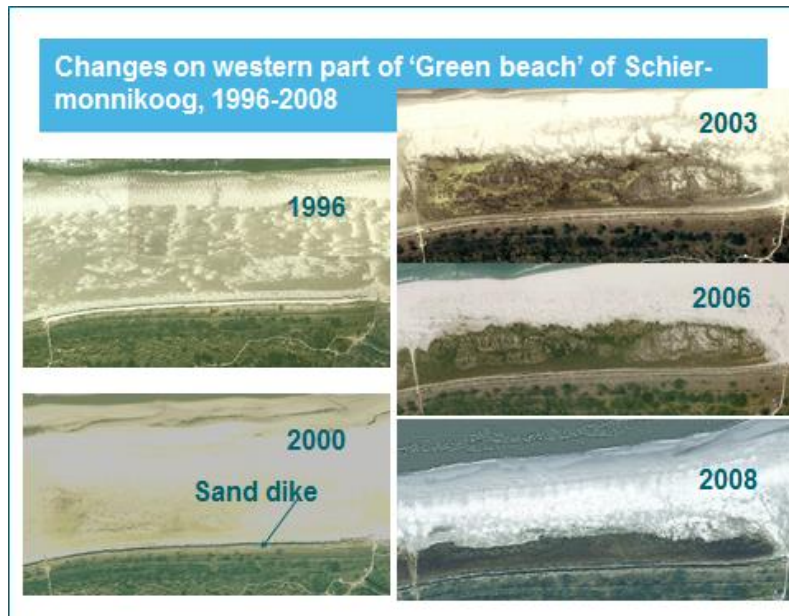 Changes on western part of ‘Green beach’ of Schier-
monnikoog, 1996-2008
1996
2000
Sand dike
2003
2006
2008